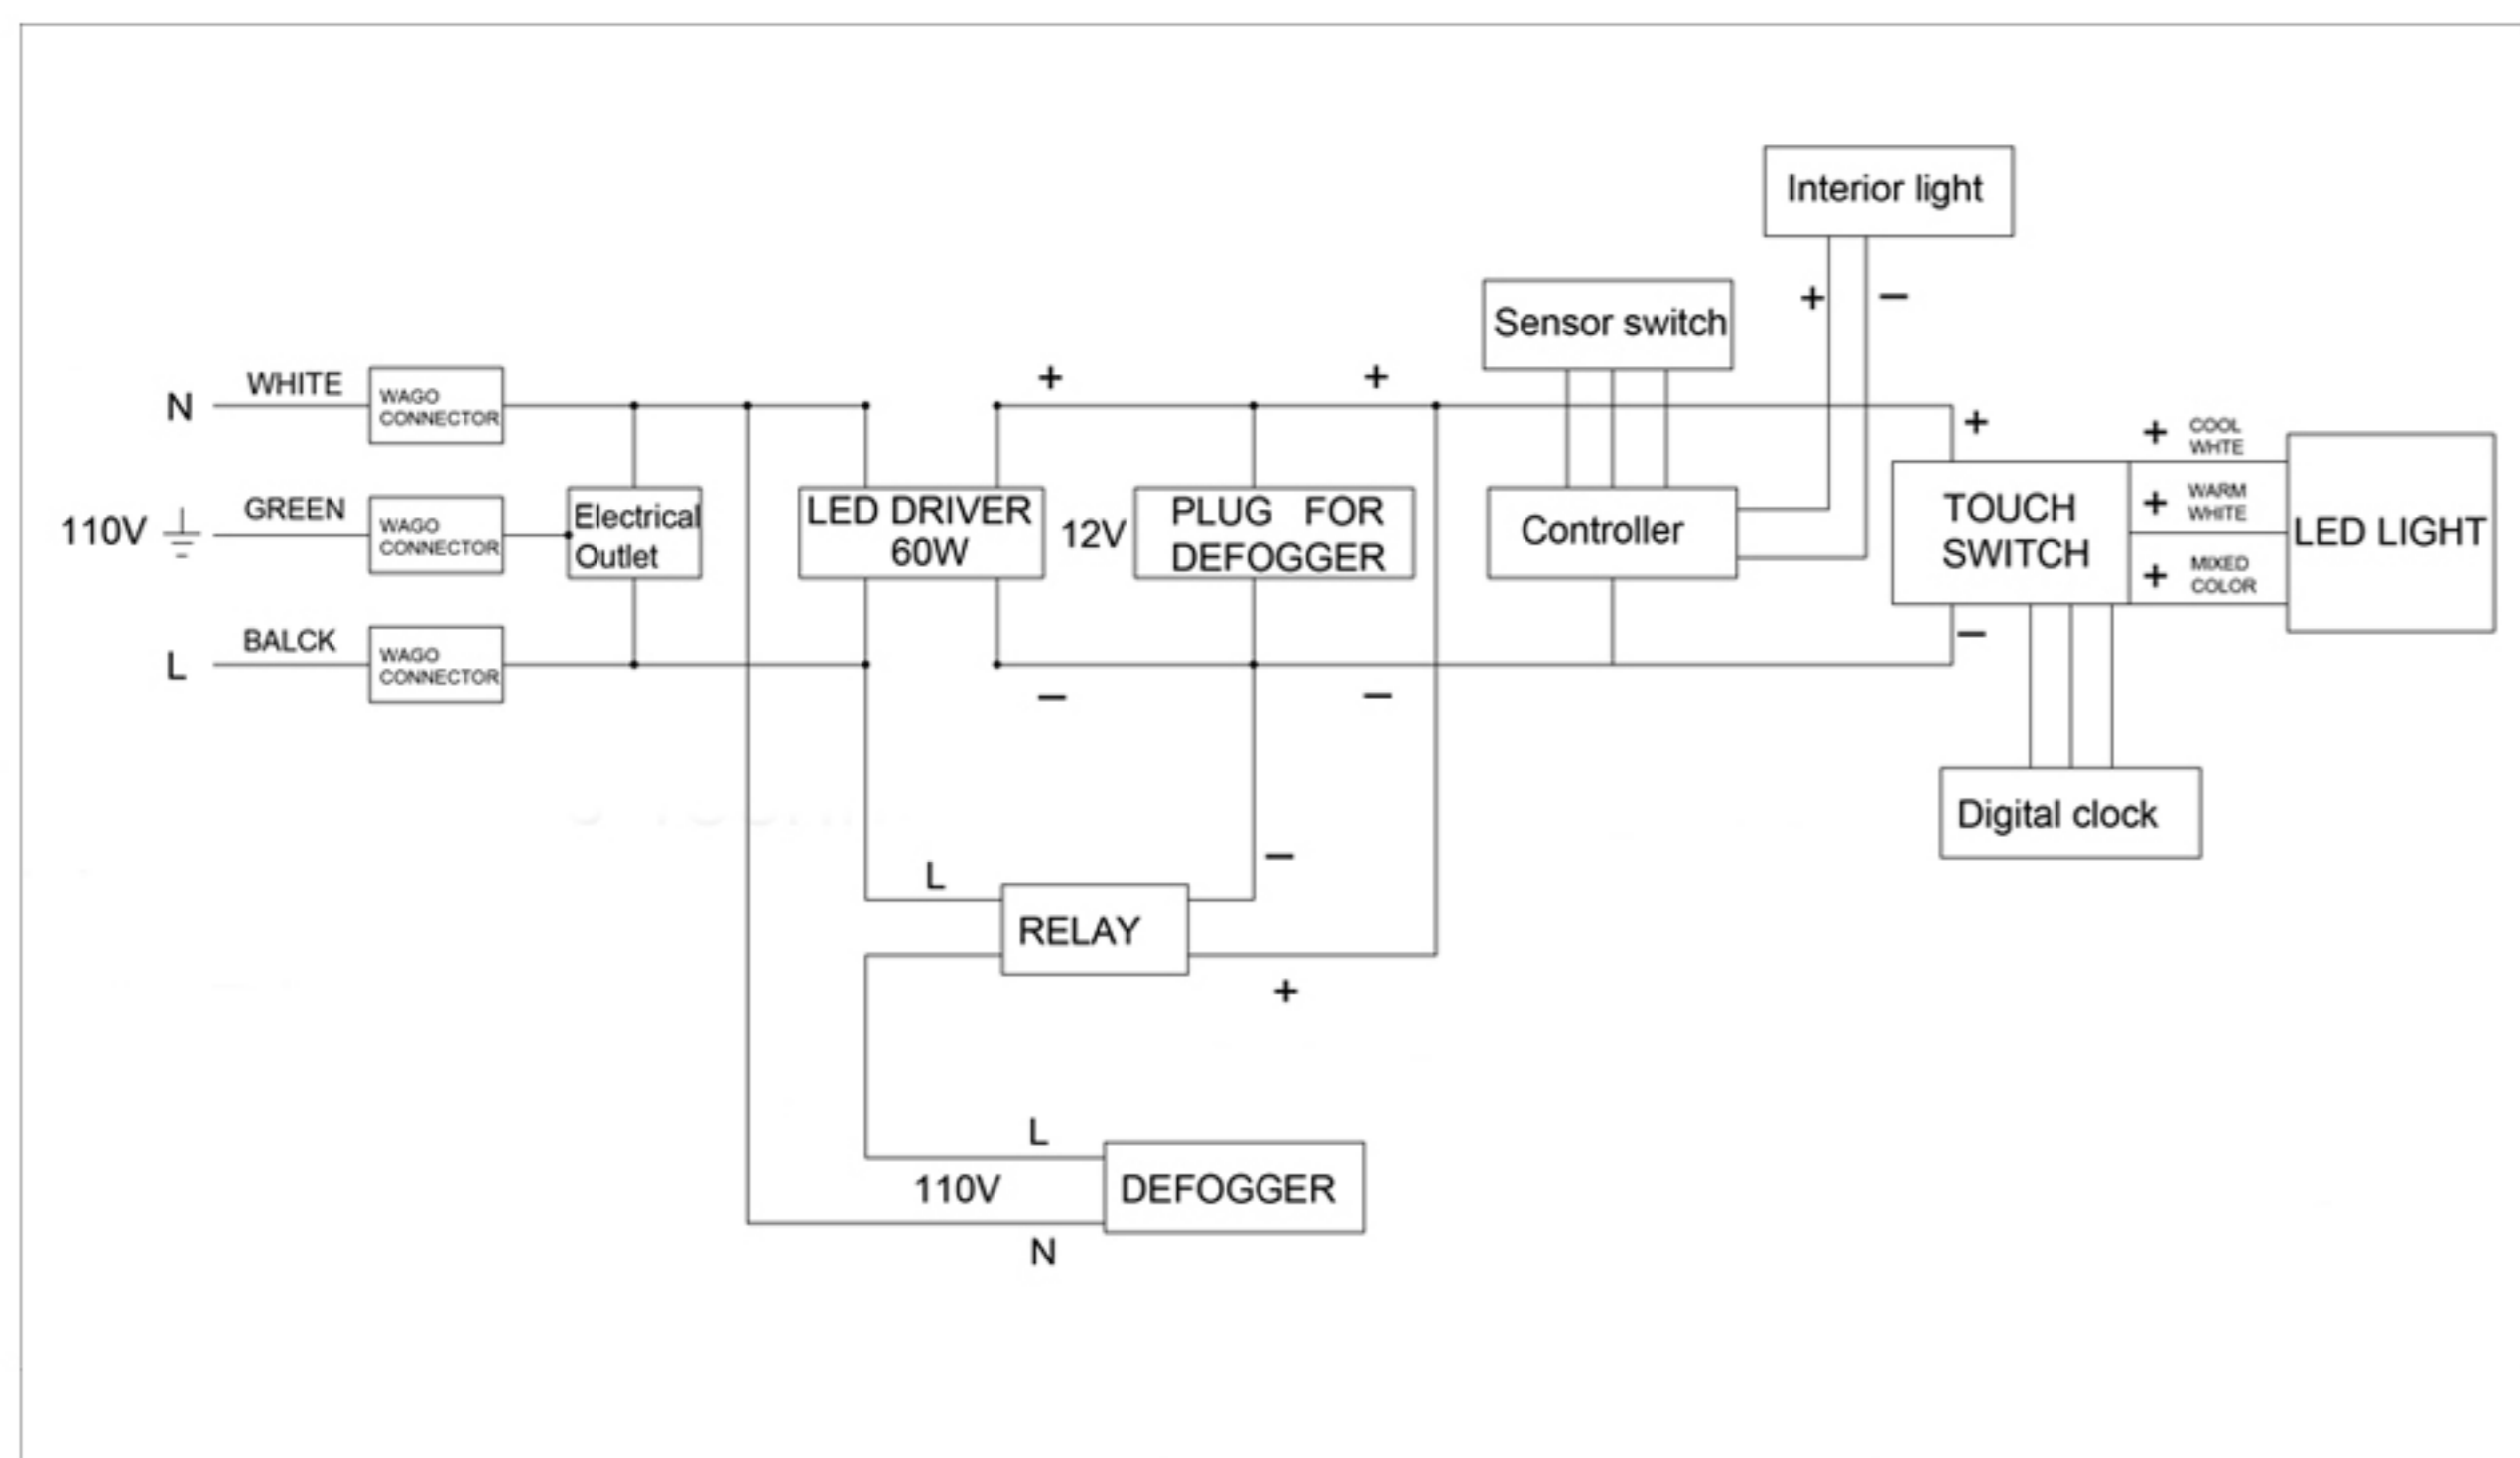 Interior light
Sensor switch
+ −
N WHITE WAGO
CONNECTOR
+ +
+
110V GREEN WAGO
CONNECTOR
Electrical
Outlet
LED DRIVER
60W
12V
PLUG FOR
DEFOGGER
Controller
TOUCH
SWITCH
+ COOL
WHTE
+ WARM
WHITE
+ MIXED
COLOR
LED LIGHT
L BALCK WAGO
CONNECTOR
− −
−
Digital clock
L
RELAY
−
+
L
110V
DEFOGGER
N